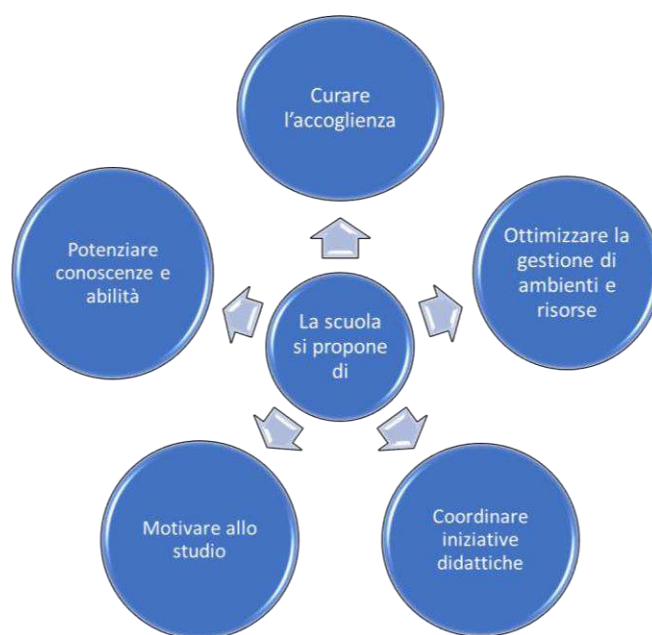 Curare
l'accoglienza
Potenziare
conoscenze e
abilità
Ottimizzare la
gestione di
ambienti e
risorse
La scuola
si propone
di
Motivare allo
studio
Coordinare
iniziative
didattiche